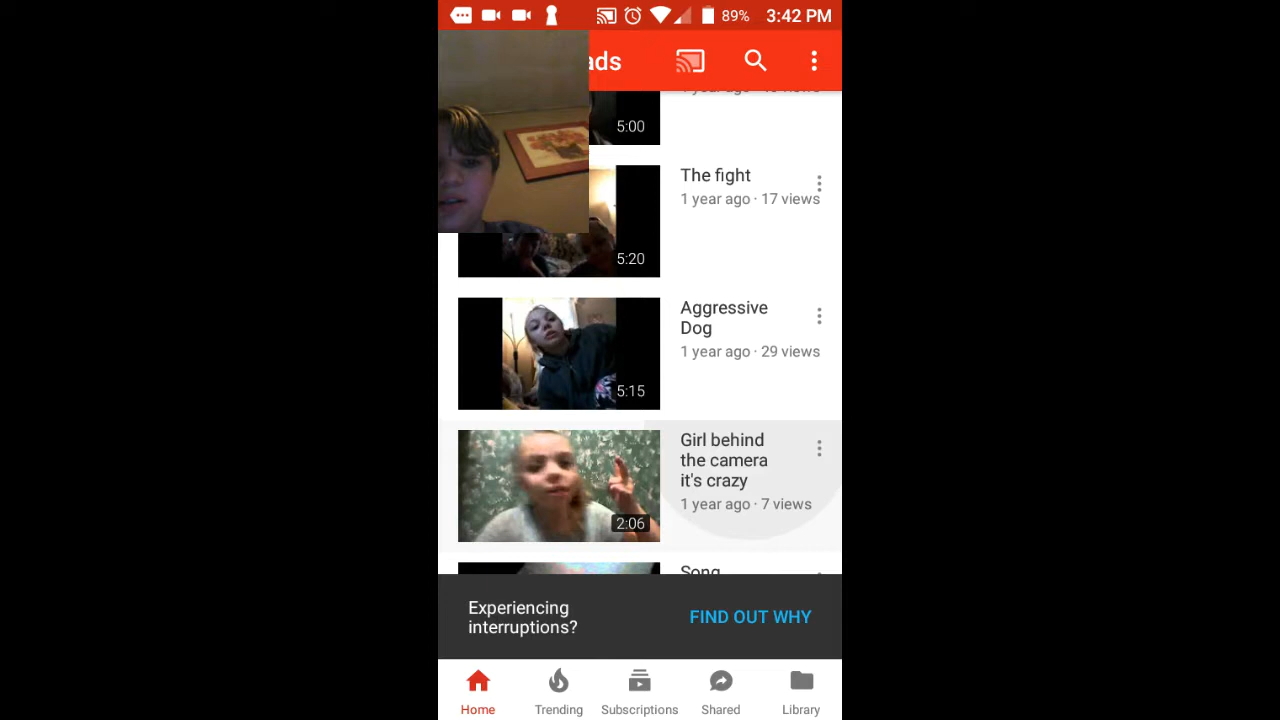 89% 3:42 PM
ads
5:00
The fight
1 year ago · 17 views
5:20
Aggressive
Dog
1 year ago · 29 views
5:15
Girl behind
the camera
it's crazy
1 year ago · 7 views
2:06
Song
Experiencing
interruptions?
FIND OUT WHY
Home
Trending
Subscriptions
Shared
Library